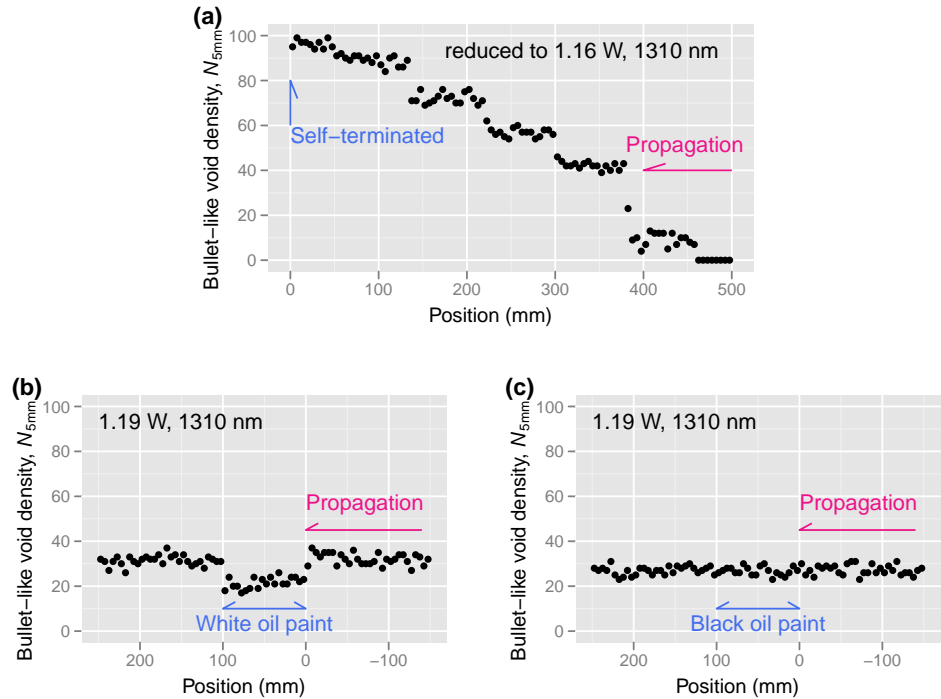 (a)
Bullet−like void density, N5mm
100
80
60
40
20
0
reduced to 1.16 W, 1310 nm
Self−terminated
Propagation
0 100 200 300 400 500
Position (mm)
(b)
Bullet−like void density, N5mm
100
80
60
40
20
0
1.19 W, 1310 nm
Propagation
White oil paint
200 100 0 −100
Position (mm)
(c)
Bullet−like void density, N5mm
100
80
60
40
20
0
1.19 W, 1310 nm
Propagation
Black oil paint
200 100 0 −100
Position (mm)